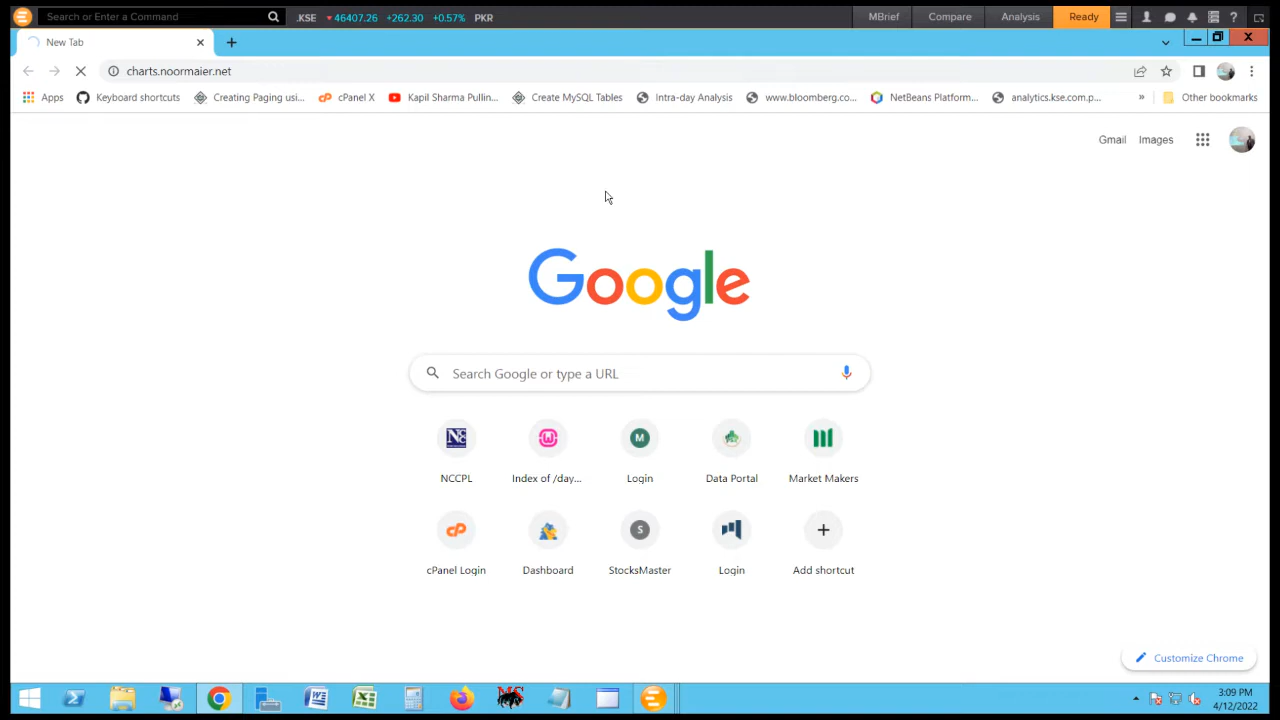 Search or Enter a Command .KSE 46407.26 +262.30 +0.57% PKR MBrief Compare Analysis Ready ?
New Tab
charts.noormaier.net
Apps Keyboard shortcuts Creating Paging usi... cPanel X Kapil Sharma Pullin... Create MySQL Tables Intra-day Analysis www.bloomberg.co... NetBeans Platform... analytics.kse.com.p... » Other bookmarks
Gmail Images
Google
Search Google or type a URL
M
NCCPL Index of /day... Login Data Portal Market Makers
cP S
cPanel Login Dashboard StocksMaster Login Add shortcut
Customize Chrome
3:09 PM
4/12/2022